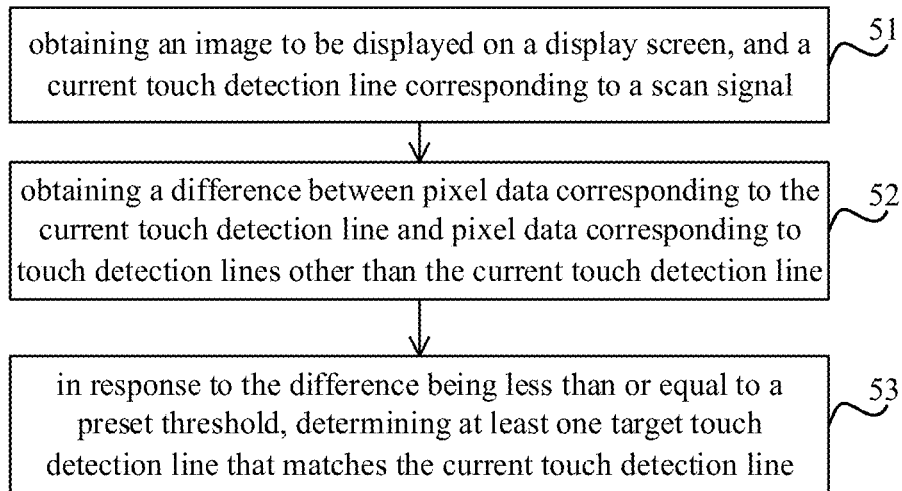 obtaining an image to be displayed on a display screen, and a
current touch detection line corresponding to a scan signal
51
obtaining a difference between pixel data corresponding to the
current touch detection line and pixel data corresponding to
touch detection lines other than the current touch detection line
52
in response to the difference being less than or equal to a
preset threshold, determining at least one target touch
detection line that matches the current touch detection line
53